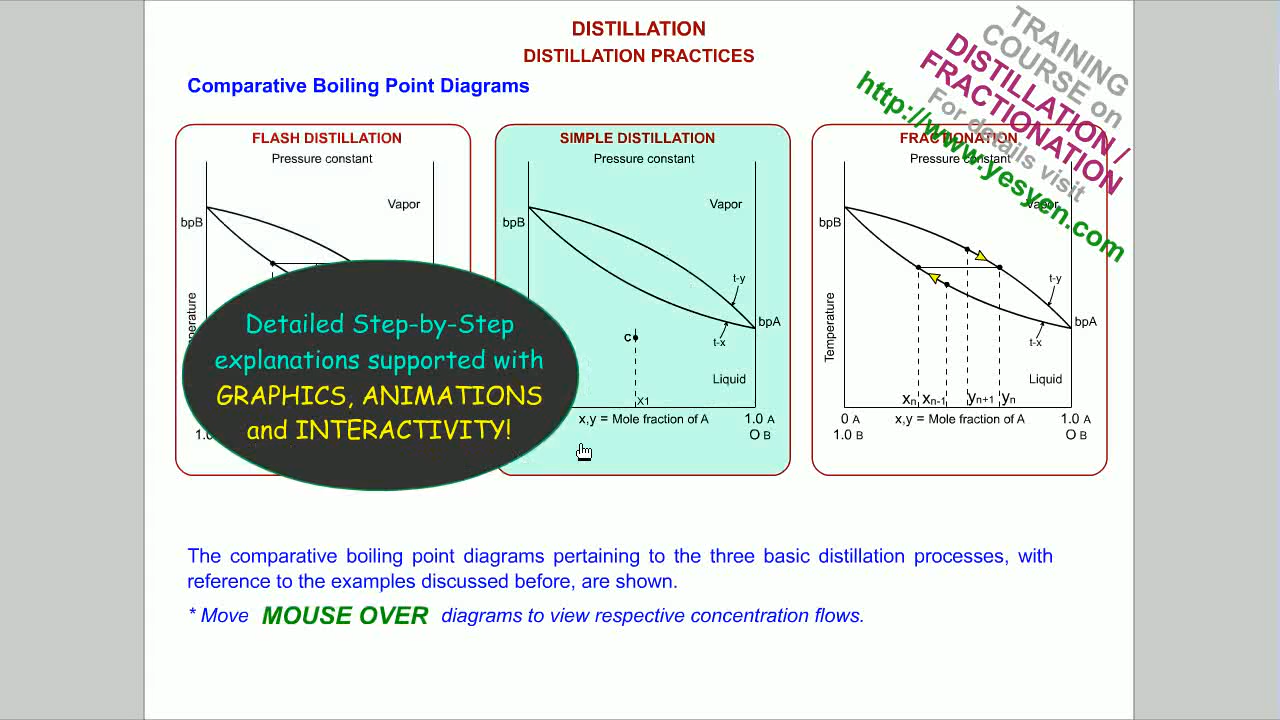 DISTILLATION
DISTILLATION PRACTICES
Comparative Boiling Point Diagrams
TRAINING
COURSE on
DISTILLATION /
FRACTIONATION
For details visit
http://www.yesyen.com
FLASH DISTILLATION
Pressure constant
Vapor
bpB
SIMPLE DISTILLATION
Pressure constant
Vapor
bpB
t-y
bpA
t-x
c
Liquid
x1
1.0 A
x,y = Mole fraction of A
O B
FRACTIONATION
Pressure constant
Vapor
bpB
t-y
bpA
t-x
Temperature
Liquid
xn xn-1 yn+1 yn
0 A x,y = Mole fraction of A 1.0 A
1.0 B O B
Detailed Step-by-Step
explanations supported with
GRAPHICS, ANIMATIONS
and INTERACTIVITY!
The comparative boiling point diagrams pertaining to the three basic distillation processes, with
reference to the examples discussed before, are shown.
* Move MOUSE OVER diagrams to view respective concentration flows.